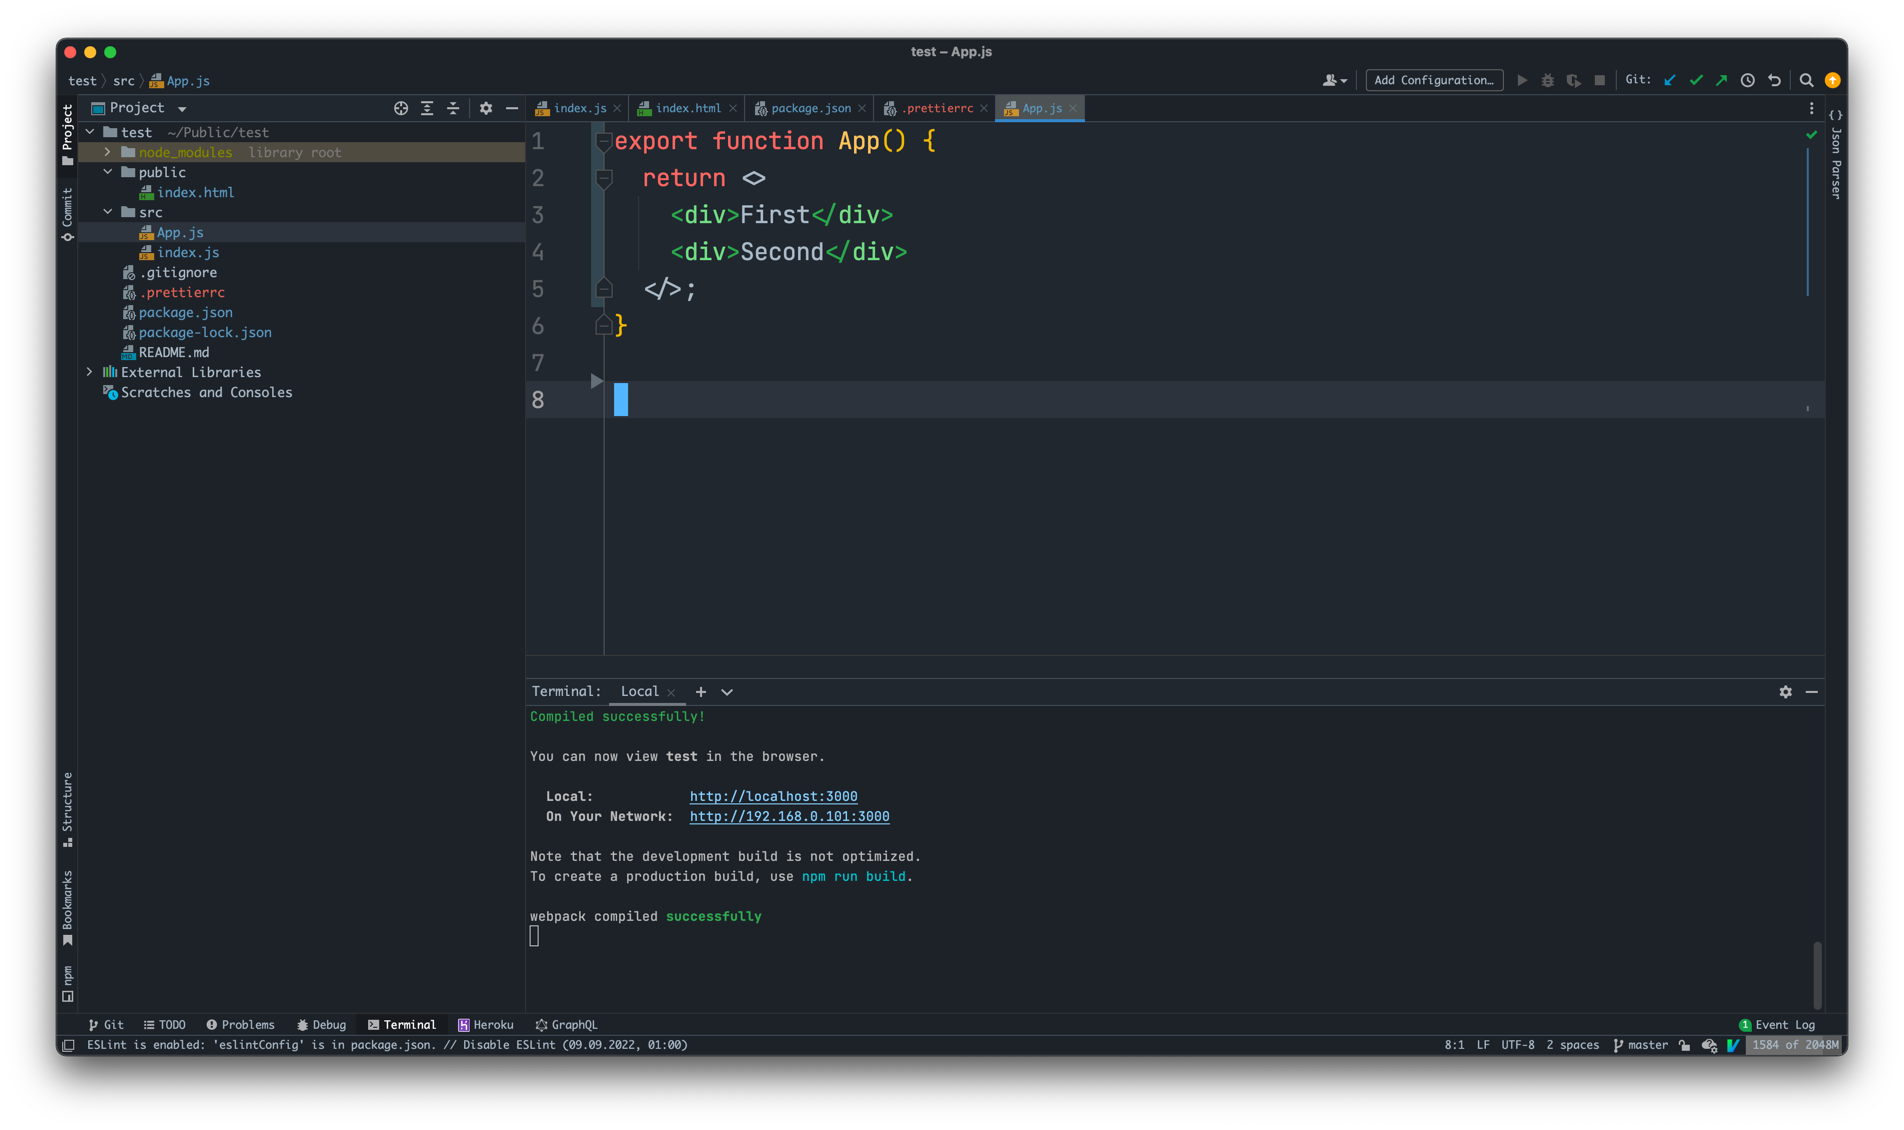 test – App.js
test src App.js
Add Configuration... Git:
Project
index.js index.html package.json .prettierrc App.js
test ~/Public/test
node_modules library root
public
index.html
src
App.js
index.js
.gitignore
.prettierrc
package.json
package-lock.json
README.md
External Libraries
Scratches and Consoles
Project
Commit
Structure
Bookmarks
npm
1 export function App() {
2 return <>
3 <div>First</div>
4 <div>Second</div>
5 </>;
6 }
7
8
{} Json Parser
Terminal: Local
Compiled successfully!
You can now view test in the browser.
Local: http://localhost:3000
On Your Network: http://192.168.0.101:3000
Note that the development build is not optimized.
To create a production build, use npm run build.
webpack compiled successfully
Git TODO Problems Debug Terminal Heroku GraphQL 1 Event Log
ESLint is enabled: 'eslintConfig' is in package.json. // Disable ESLint (09.09.2022, 01:00) 8:1 LF UTF-8 2 spaces master 1584 of 2048M